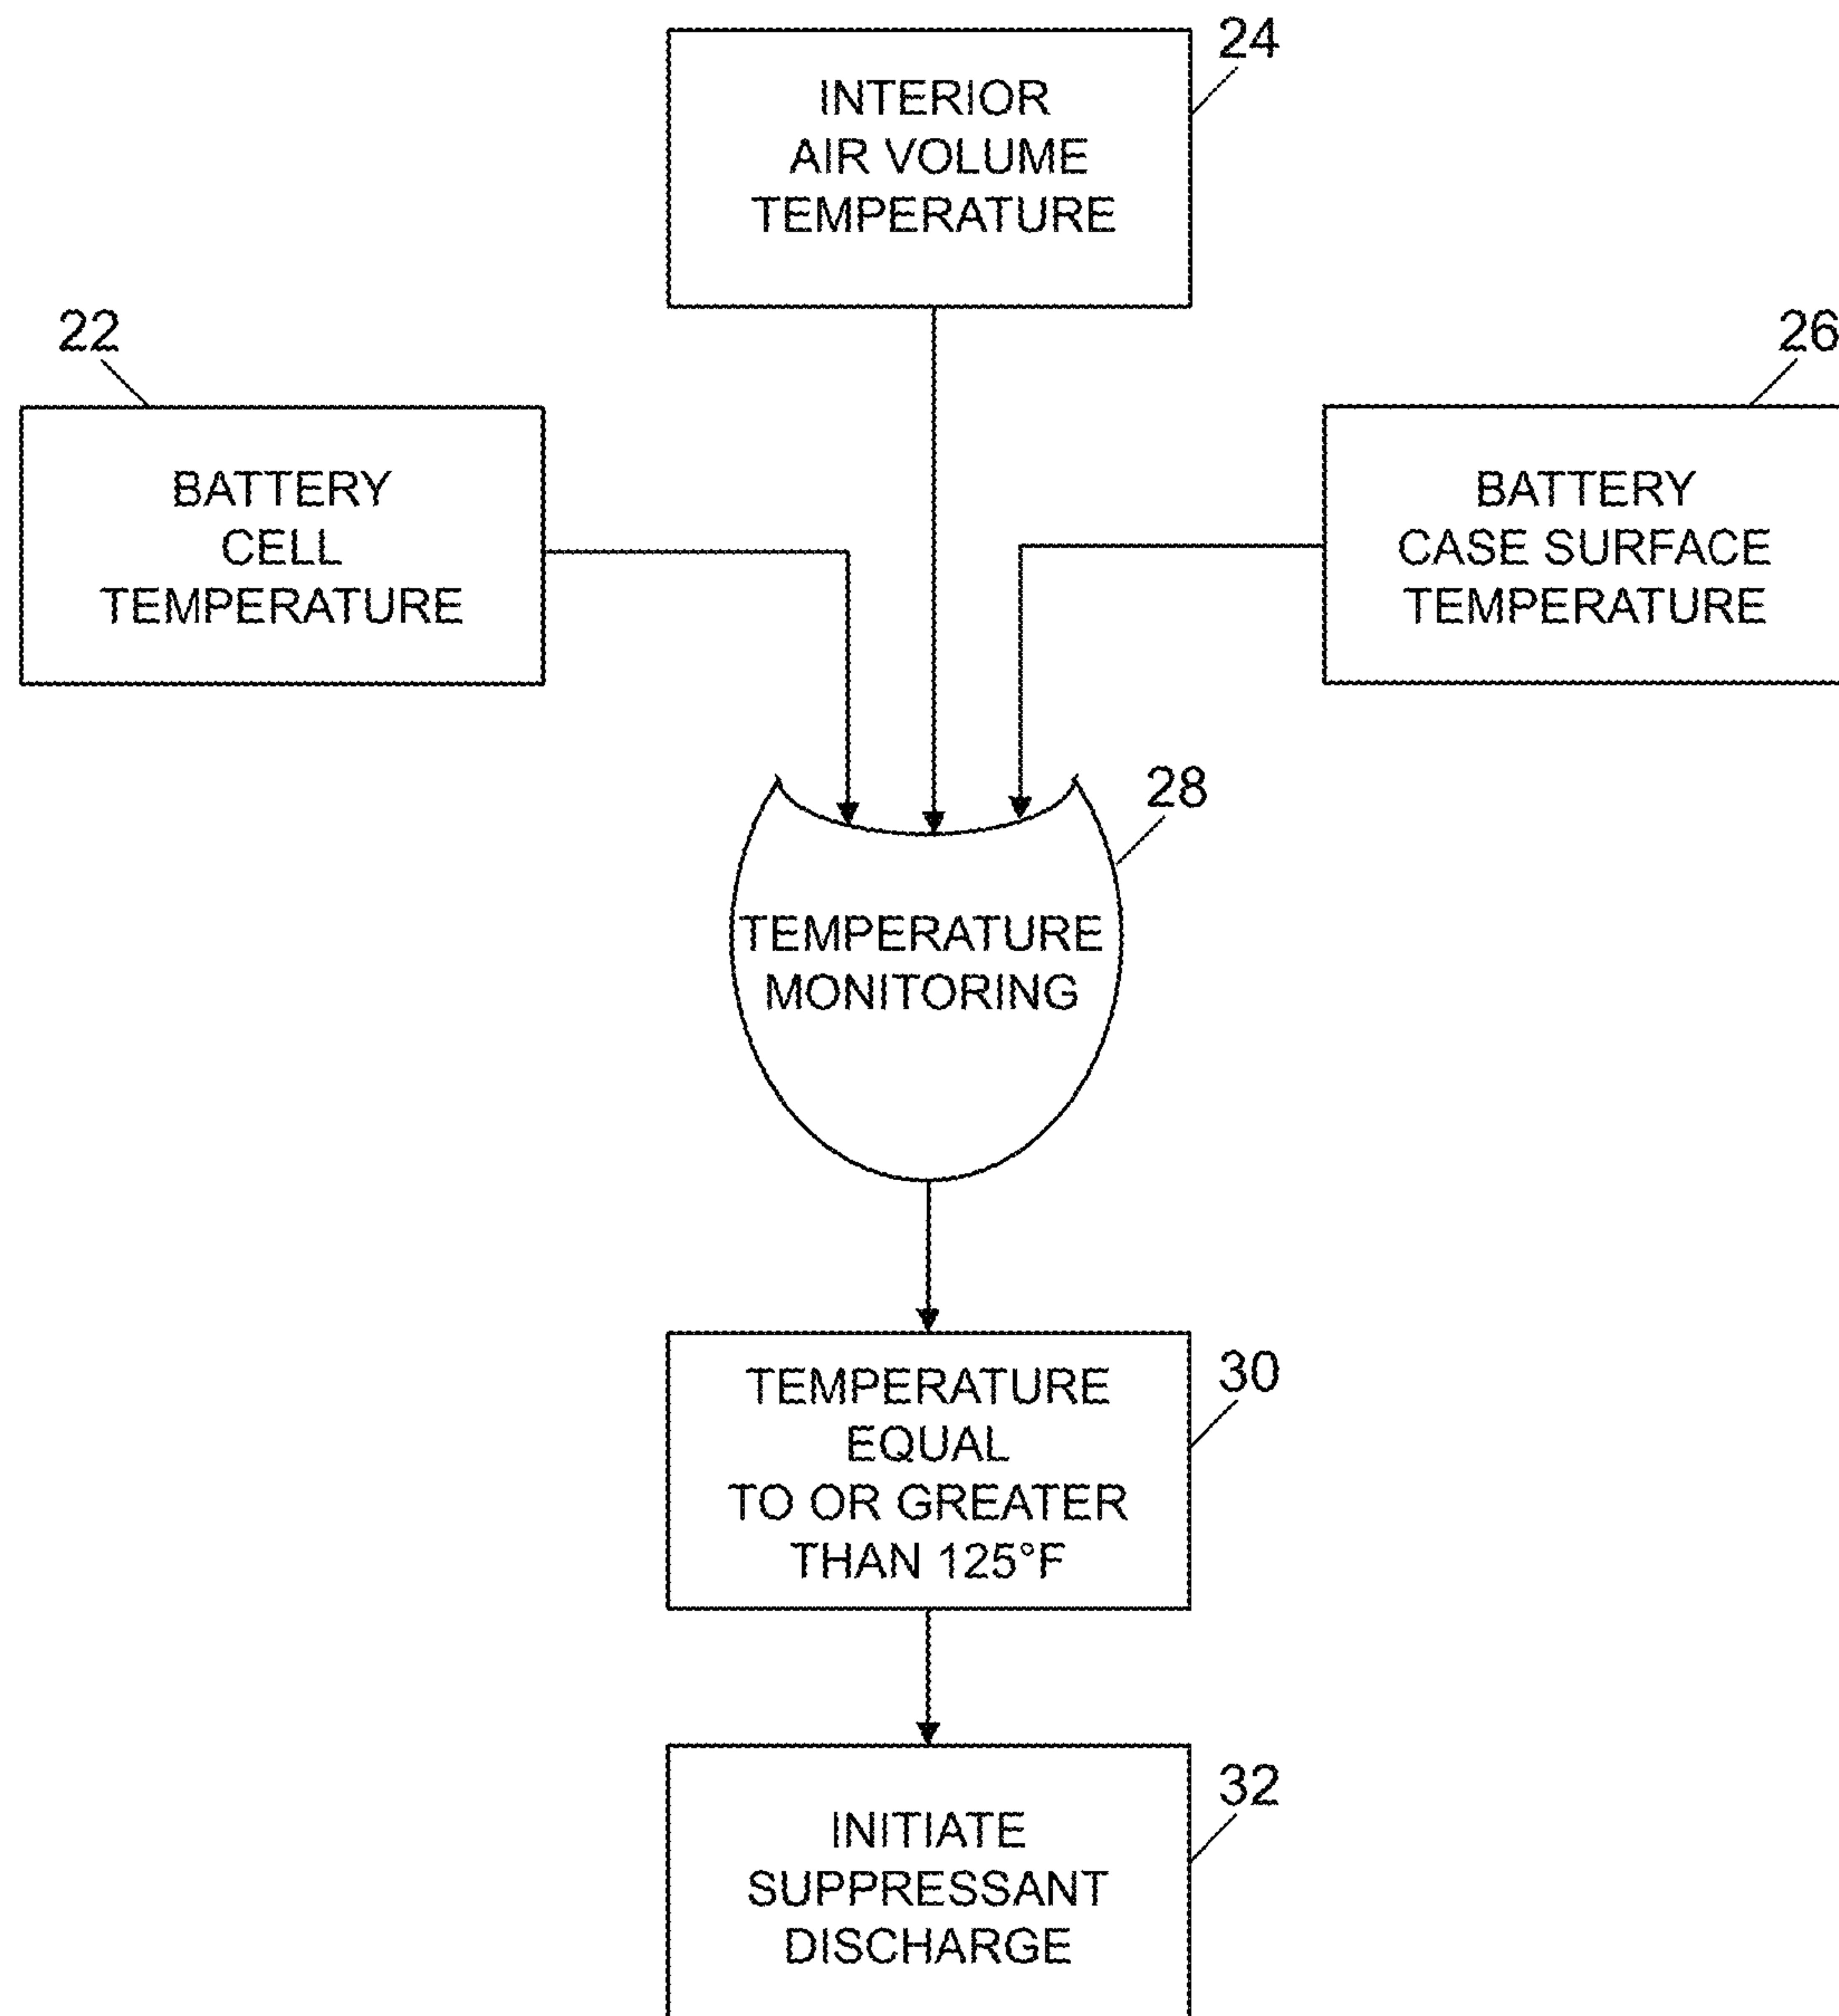 24
INTERIOR
AIR VOLUME
TEMPERATURE
22
26
BATTERY
CELL
TEMPERATURE
BATTERY
CASE SURFACE
TEMPERATURE
28
TEMPERATURE
MONITORING
30
TEMPERATURE
EQUAL
TO OR GREATER
THAN 125°F
32
INITIATE
SUPPRESSANT
DISCHARGE